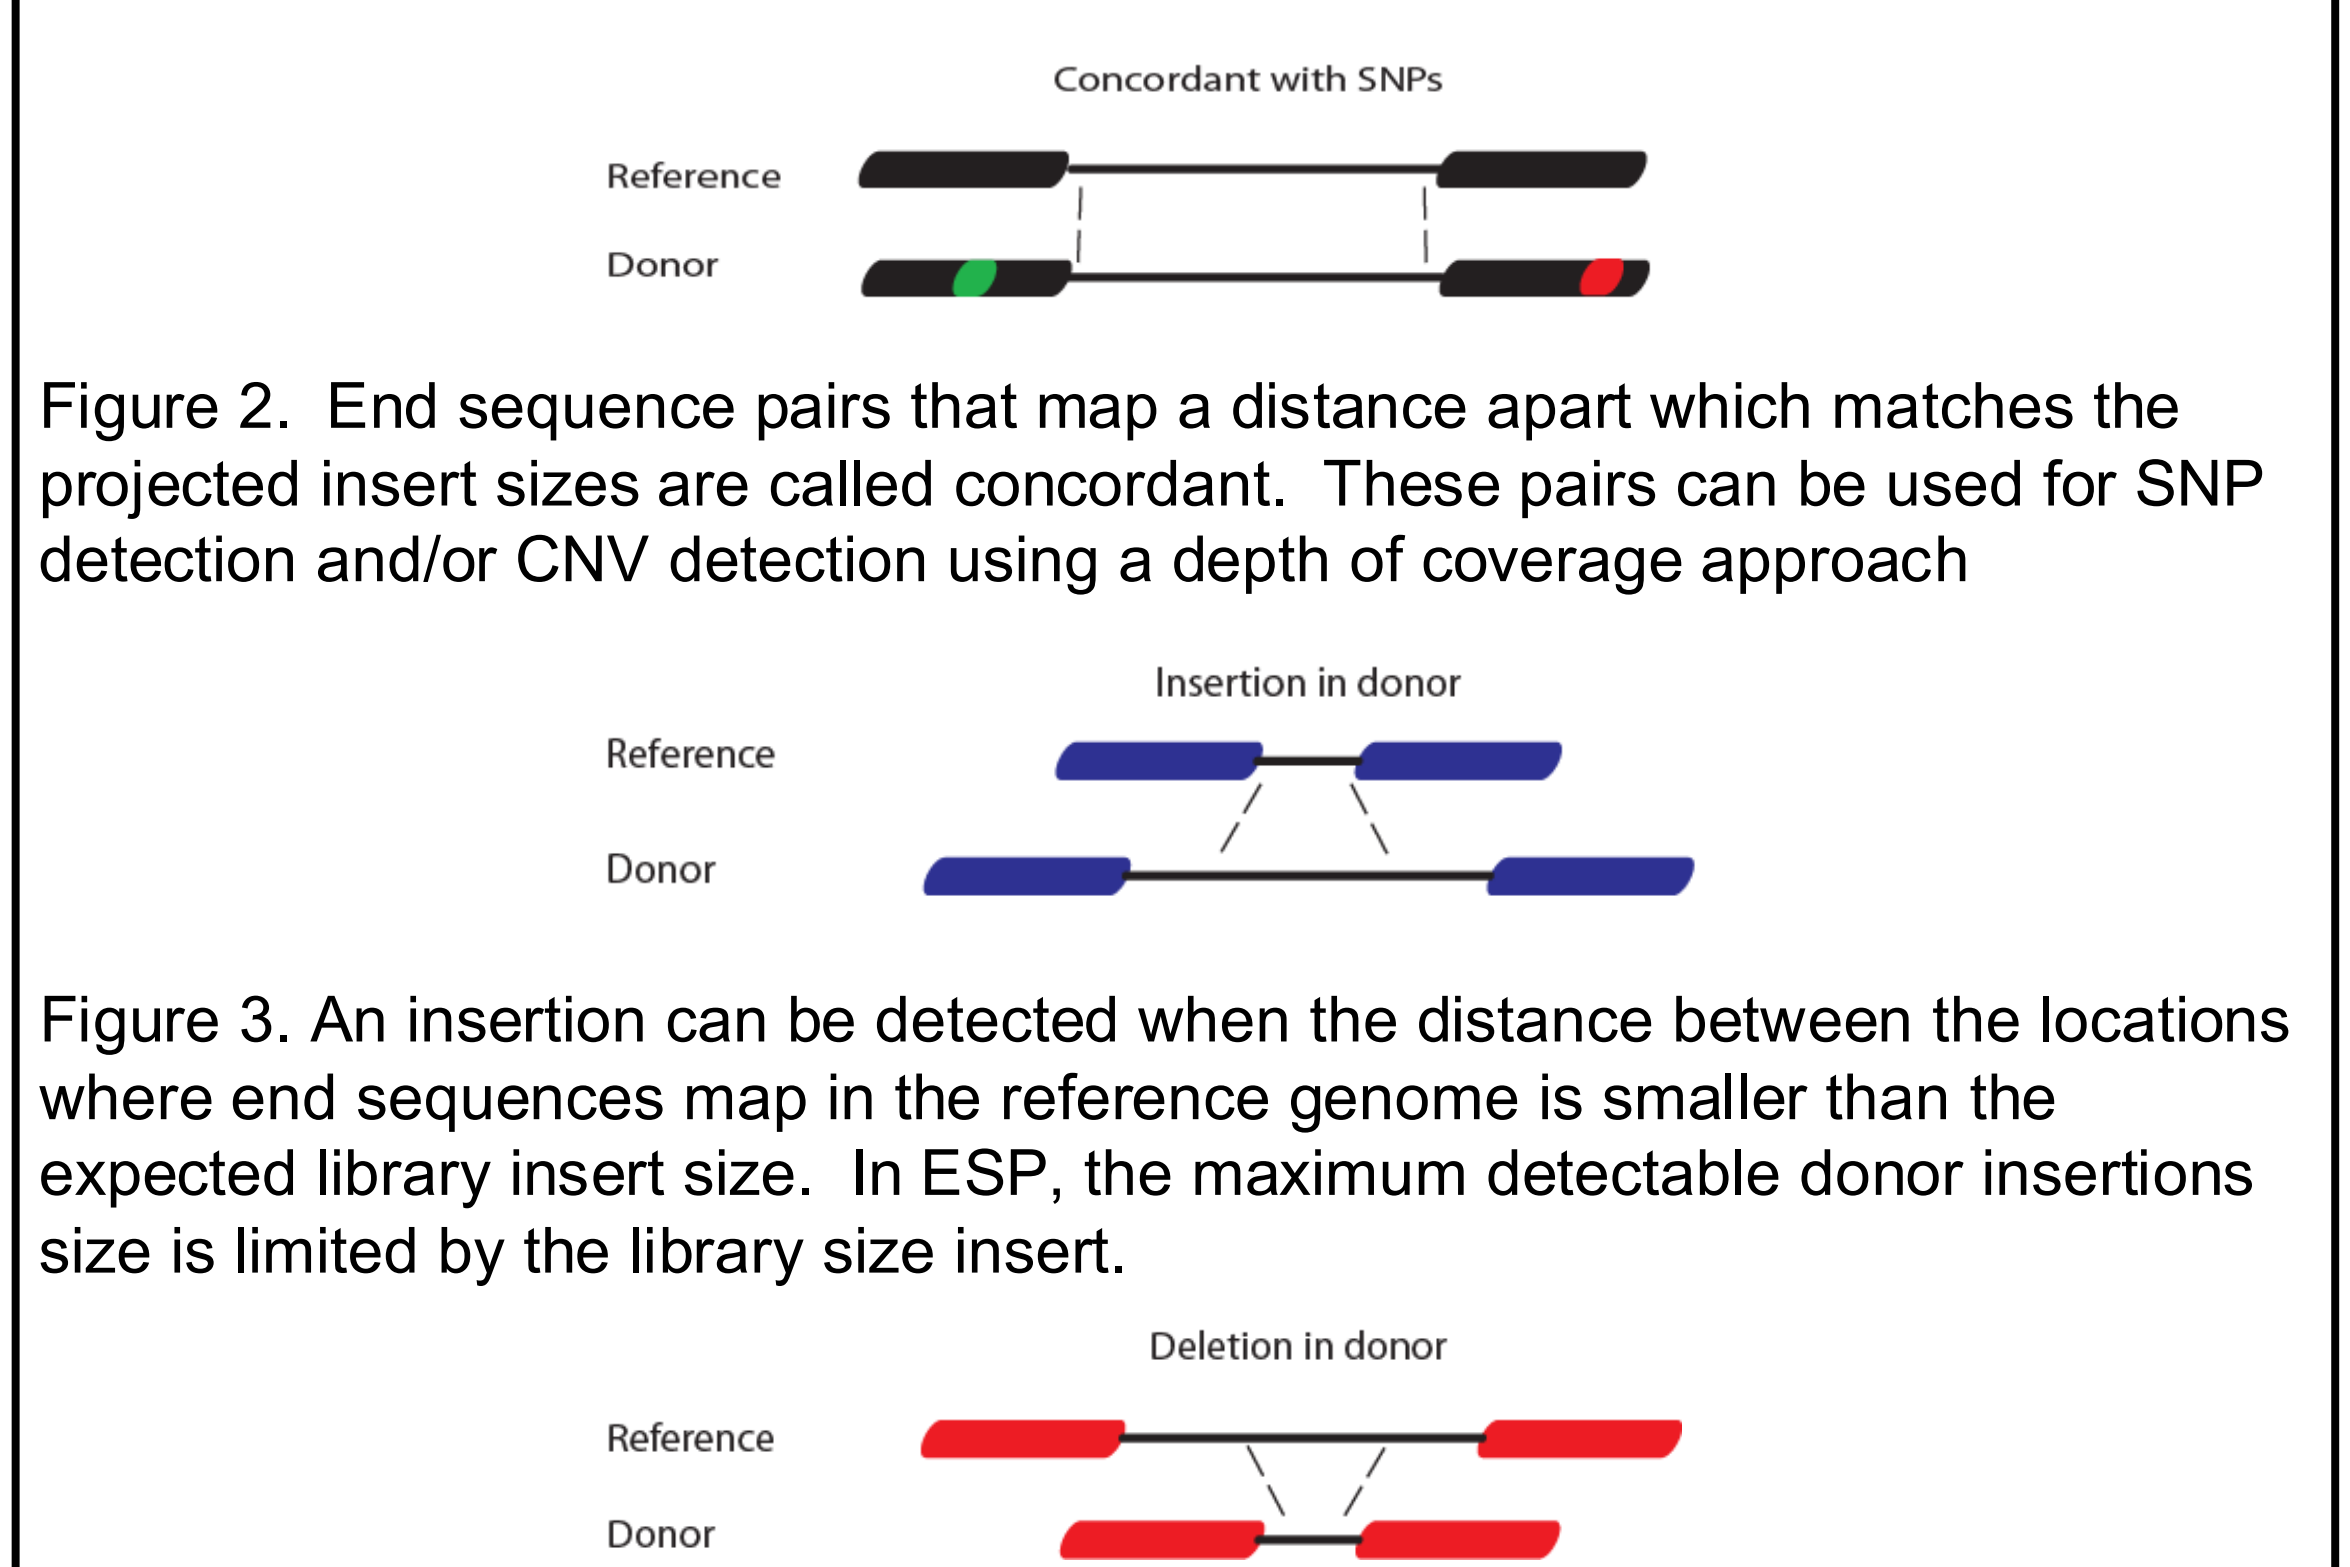 Concordant with SNPs
Reference
Donor
Figure 2.  End sequence pairs that map a distance apart which matches the
projected insert sizes are called concordant.  These pairs can be used for SNP
detection and/or CNV detection using a depth of coverage approach
Insertion in donor
Reference
Donor
Figure 3. An insertion can be detected when the distance between the locations
where end sequences map in the reference genome is smaller than the
expected library insert size.  In ESP, the maximum detectable donor insertions
size is limited by the library size insert.
Deletion in donor
Reference
Donor